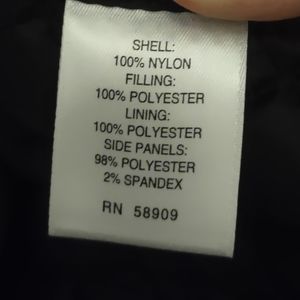 SHELL:
100% NYLON
FILLING:
100% POLYESTER
LINING:
100% POLYESTER
SIDE PANELS:
98% POLYESTER
2% SPANDEX
RN 58909